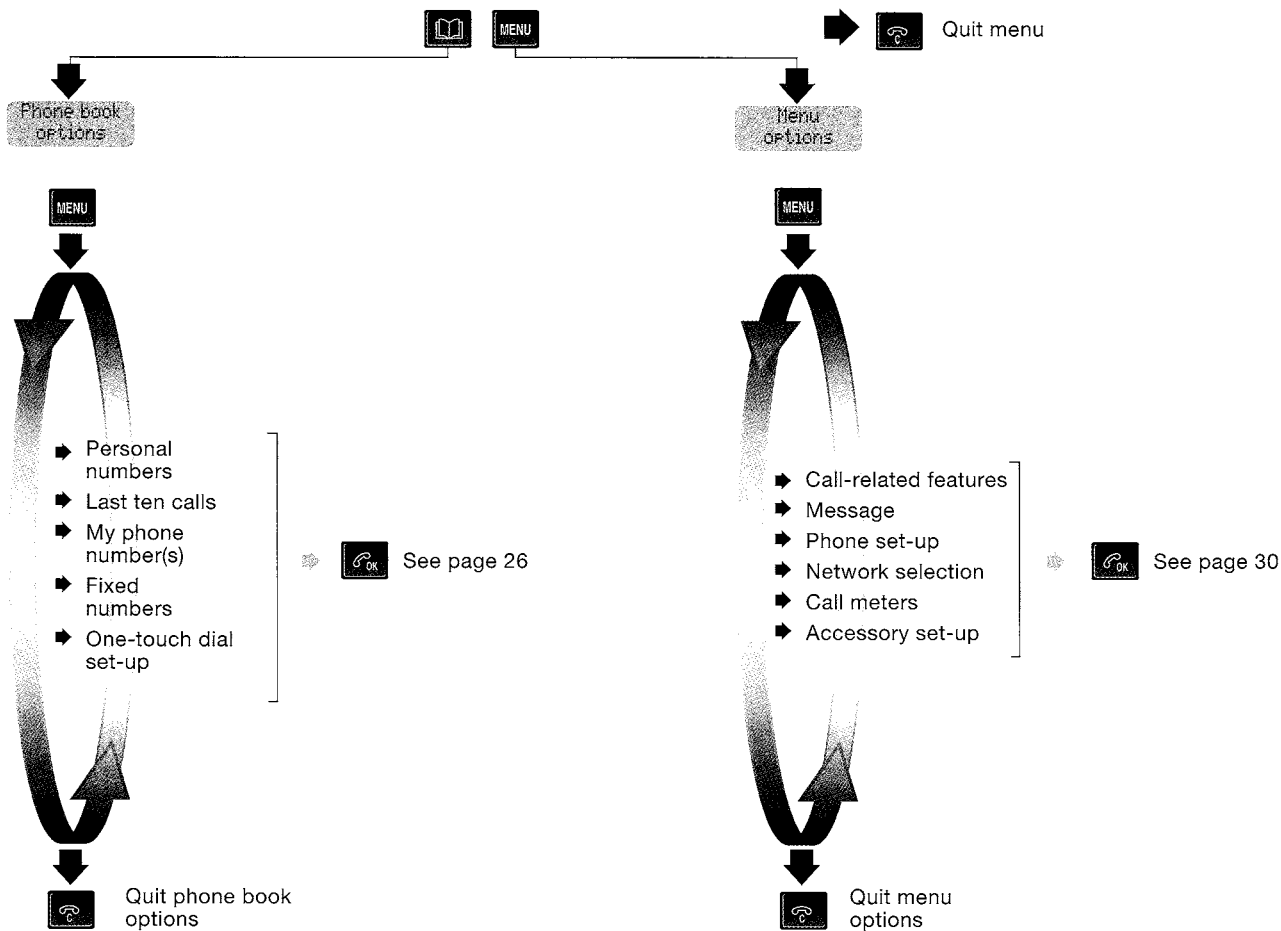 MENU
C
Quit menu
Phone book
options
Menu
options
MENU
MENU
Personal
numbers
Last ten calls
My phone
number(s)
Fixed
numbers
One-touch dial
set-up
OK
See page 26
Call-related features
Message
Phone set-up
Network selection
Call meters
Accessory set-up
OK
See page 30
C
Quit phone book
options
C
Quit menu
options